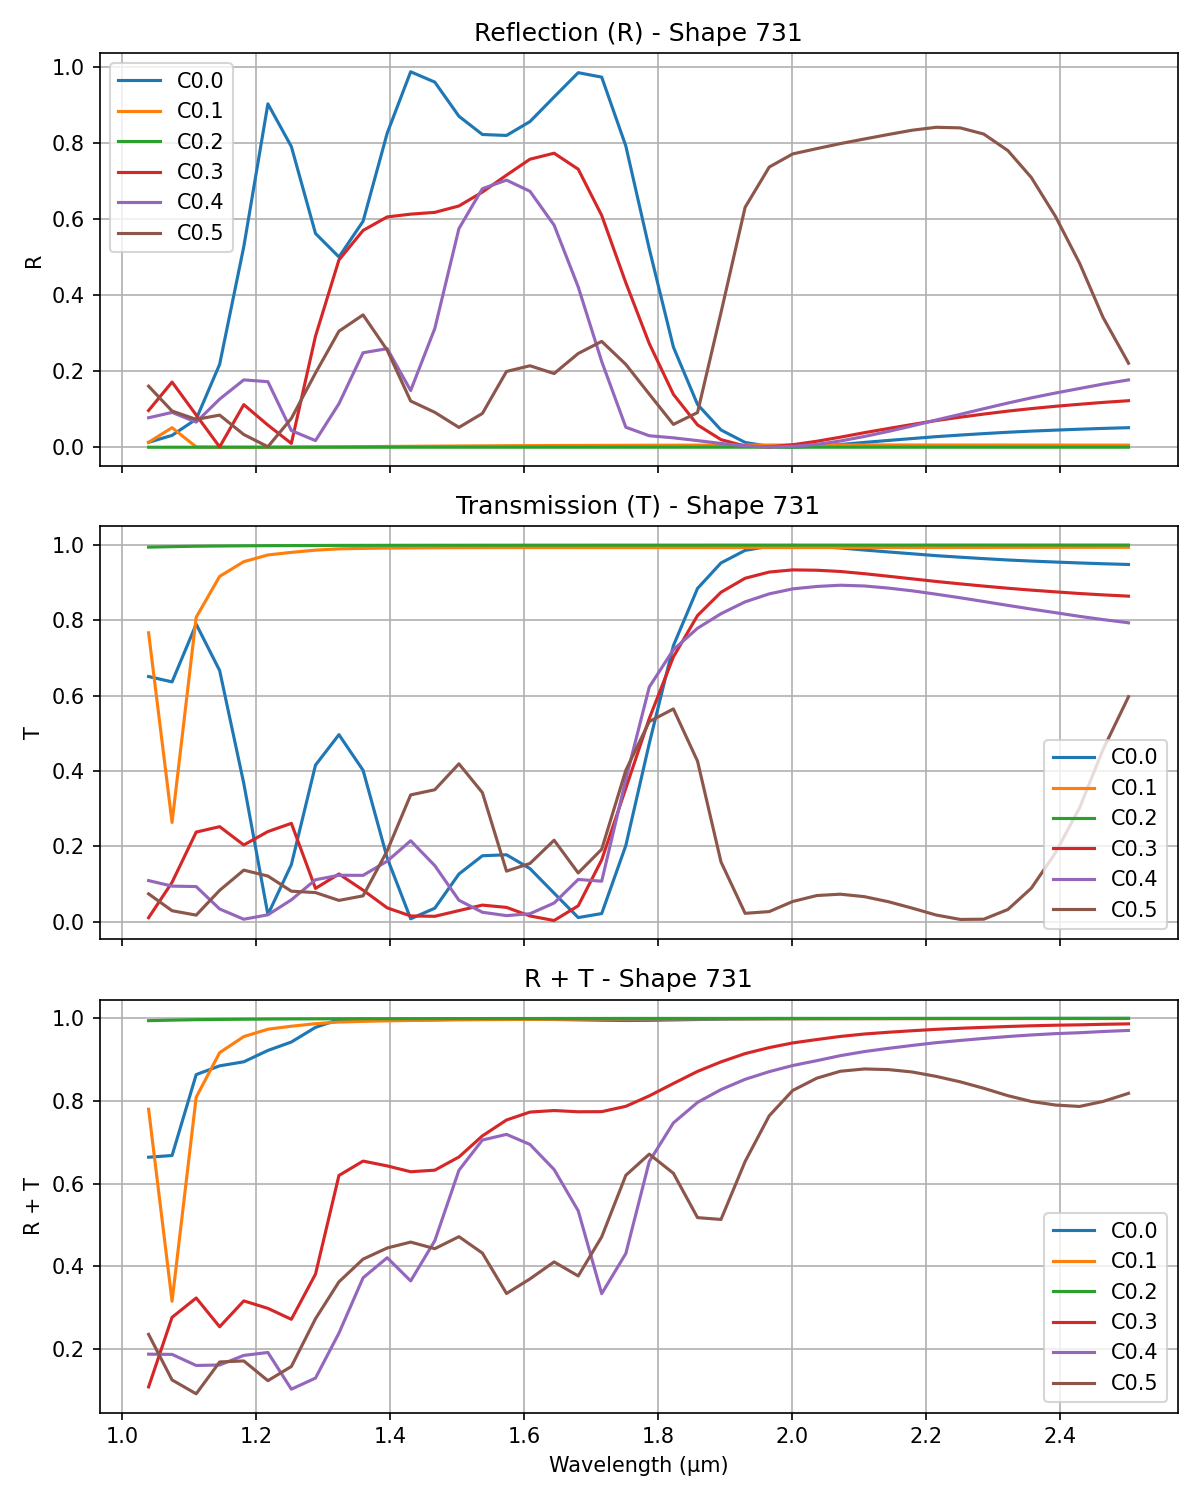 Reflection (R) - Shape 731
1.0
0.8
0.6
0.4
0.2
0.0
R
C0.0
C0.1
C0.2
C0.3
C0.4
C0.5
Transmission (T) - Shape 731
1.0
0.8
0.6
0.4
0.2
0.0
T
C0.0
C0.1
C0.2
C0.3
C0.4
C0.5
R + T - Shape 731
1.0
0.8
0.6
0.4
0.2
R + T
C0.0
C0.1
C0.2
C0.3
C0.4
C0.5
1.0 1.2 1.4 1.6 1.8 2.0 2.2 2.4
Wavelength (μm)